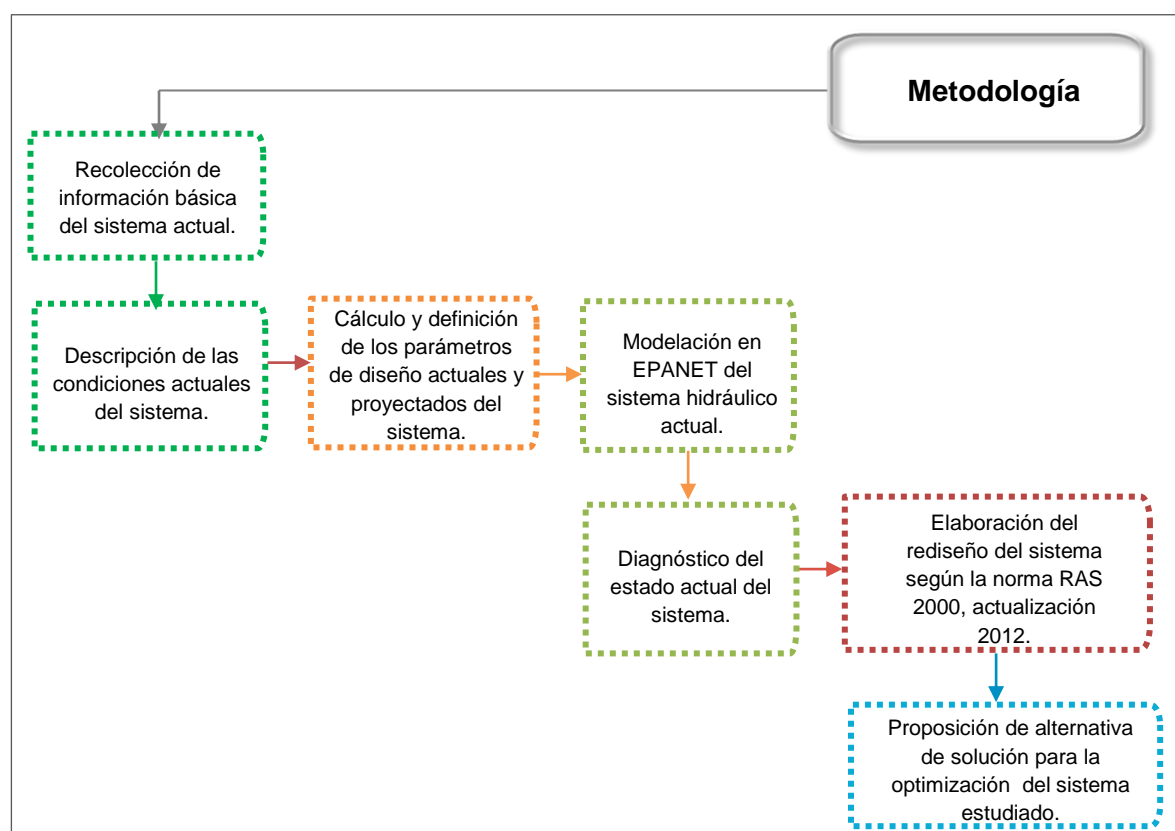 Metodología
Recolección de
información básica
del sistema actual.
Descripción de las
condiciones actuales
del sistema.
Cálculo y definición
de los parámetros
de diseño actuales y
proyectados del
sistema.
Modelación en
EPANET del
sistema hidráulico
actual.
Diagnóstico del
estado actual del
sistema.
Elaboración del
rediseño del sistema
según la norma RAS
2000, actualización
2012.
Proposición de alternativa
de solución para la
optimización del sistema
estudiado.